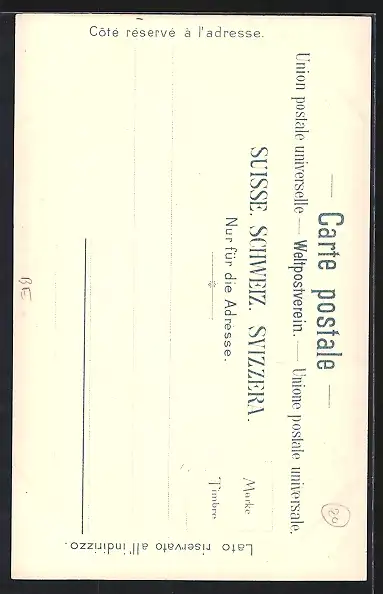 — Carte postale —
Union postale universelle — Weltpostverein. — Unione postale universale.
SUISSE. SCHWEIZ. SVIZZERA.
Nur für die Adresse.
Côté réservé à l'adresse.
Lato riservato all'indirizzo.
Marke
Timbre
BE
20